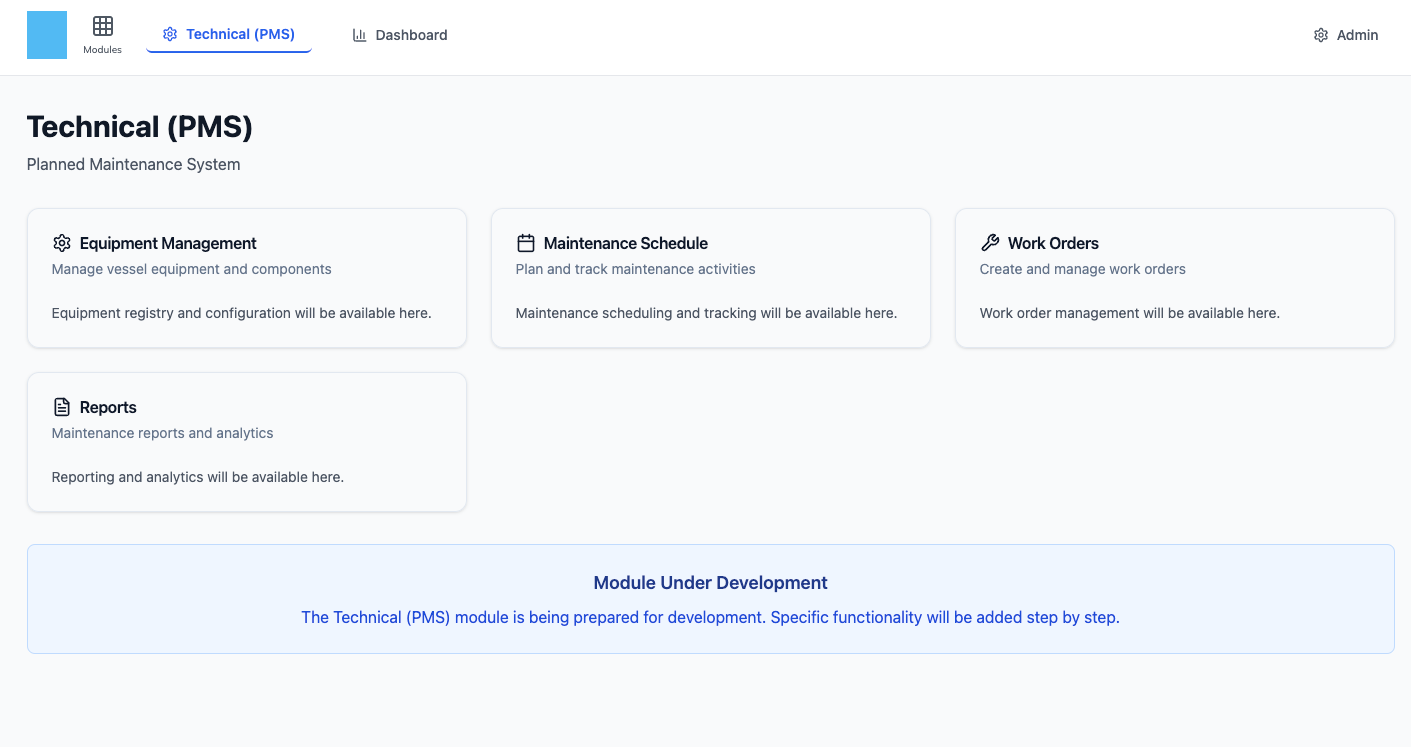 Modules
Technical (PMS)
Dashboard
Admin
Technical (PMS)
Planned Maintenance System
Equipment Management
Manage vessel equipment and components
Equipment registry and configuration will be available here.
Maintenance Schedule
Plan and track maintenance activities
Maintenance scheduling and tracking will be available here.
Work Orders
Create and manage work orders
Work order management will be available here.
Reports
Maintenance reports and analytics
Reporting and analytics will be available here.
Module Under Development
The Technical (PMS) module is being prepared for development. Specific functionality will be added step by step.